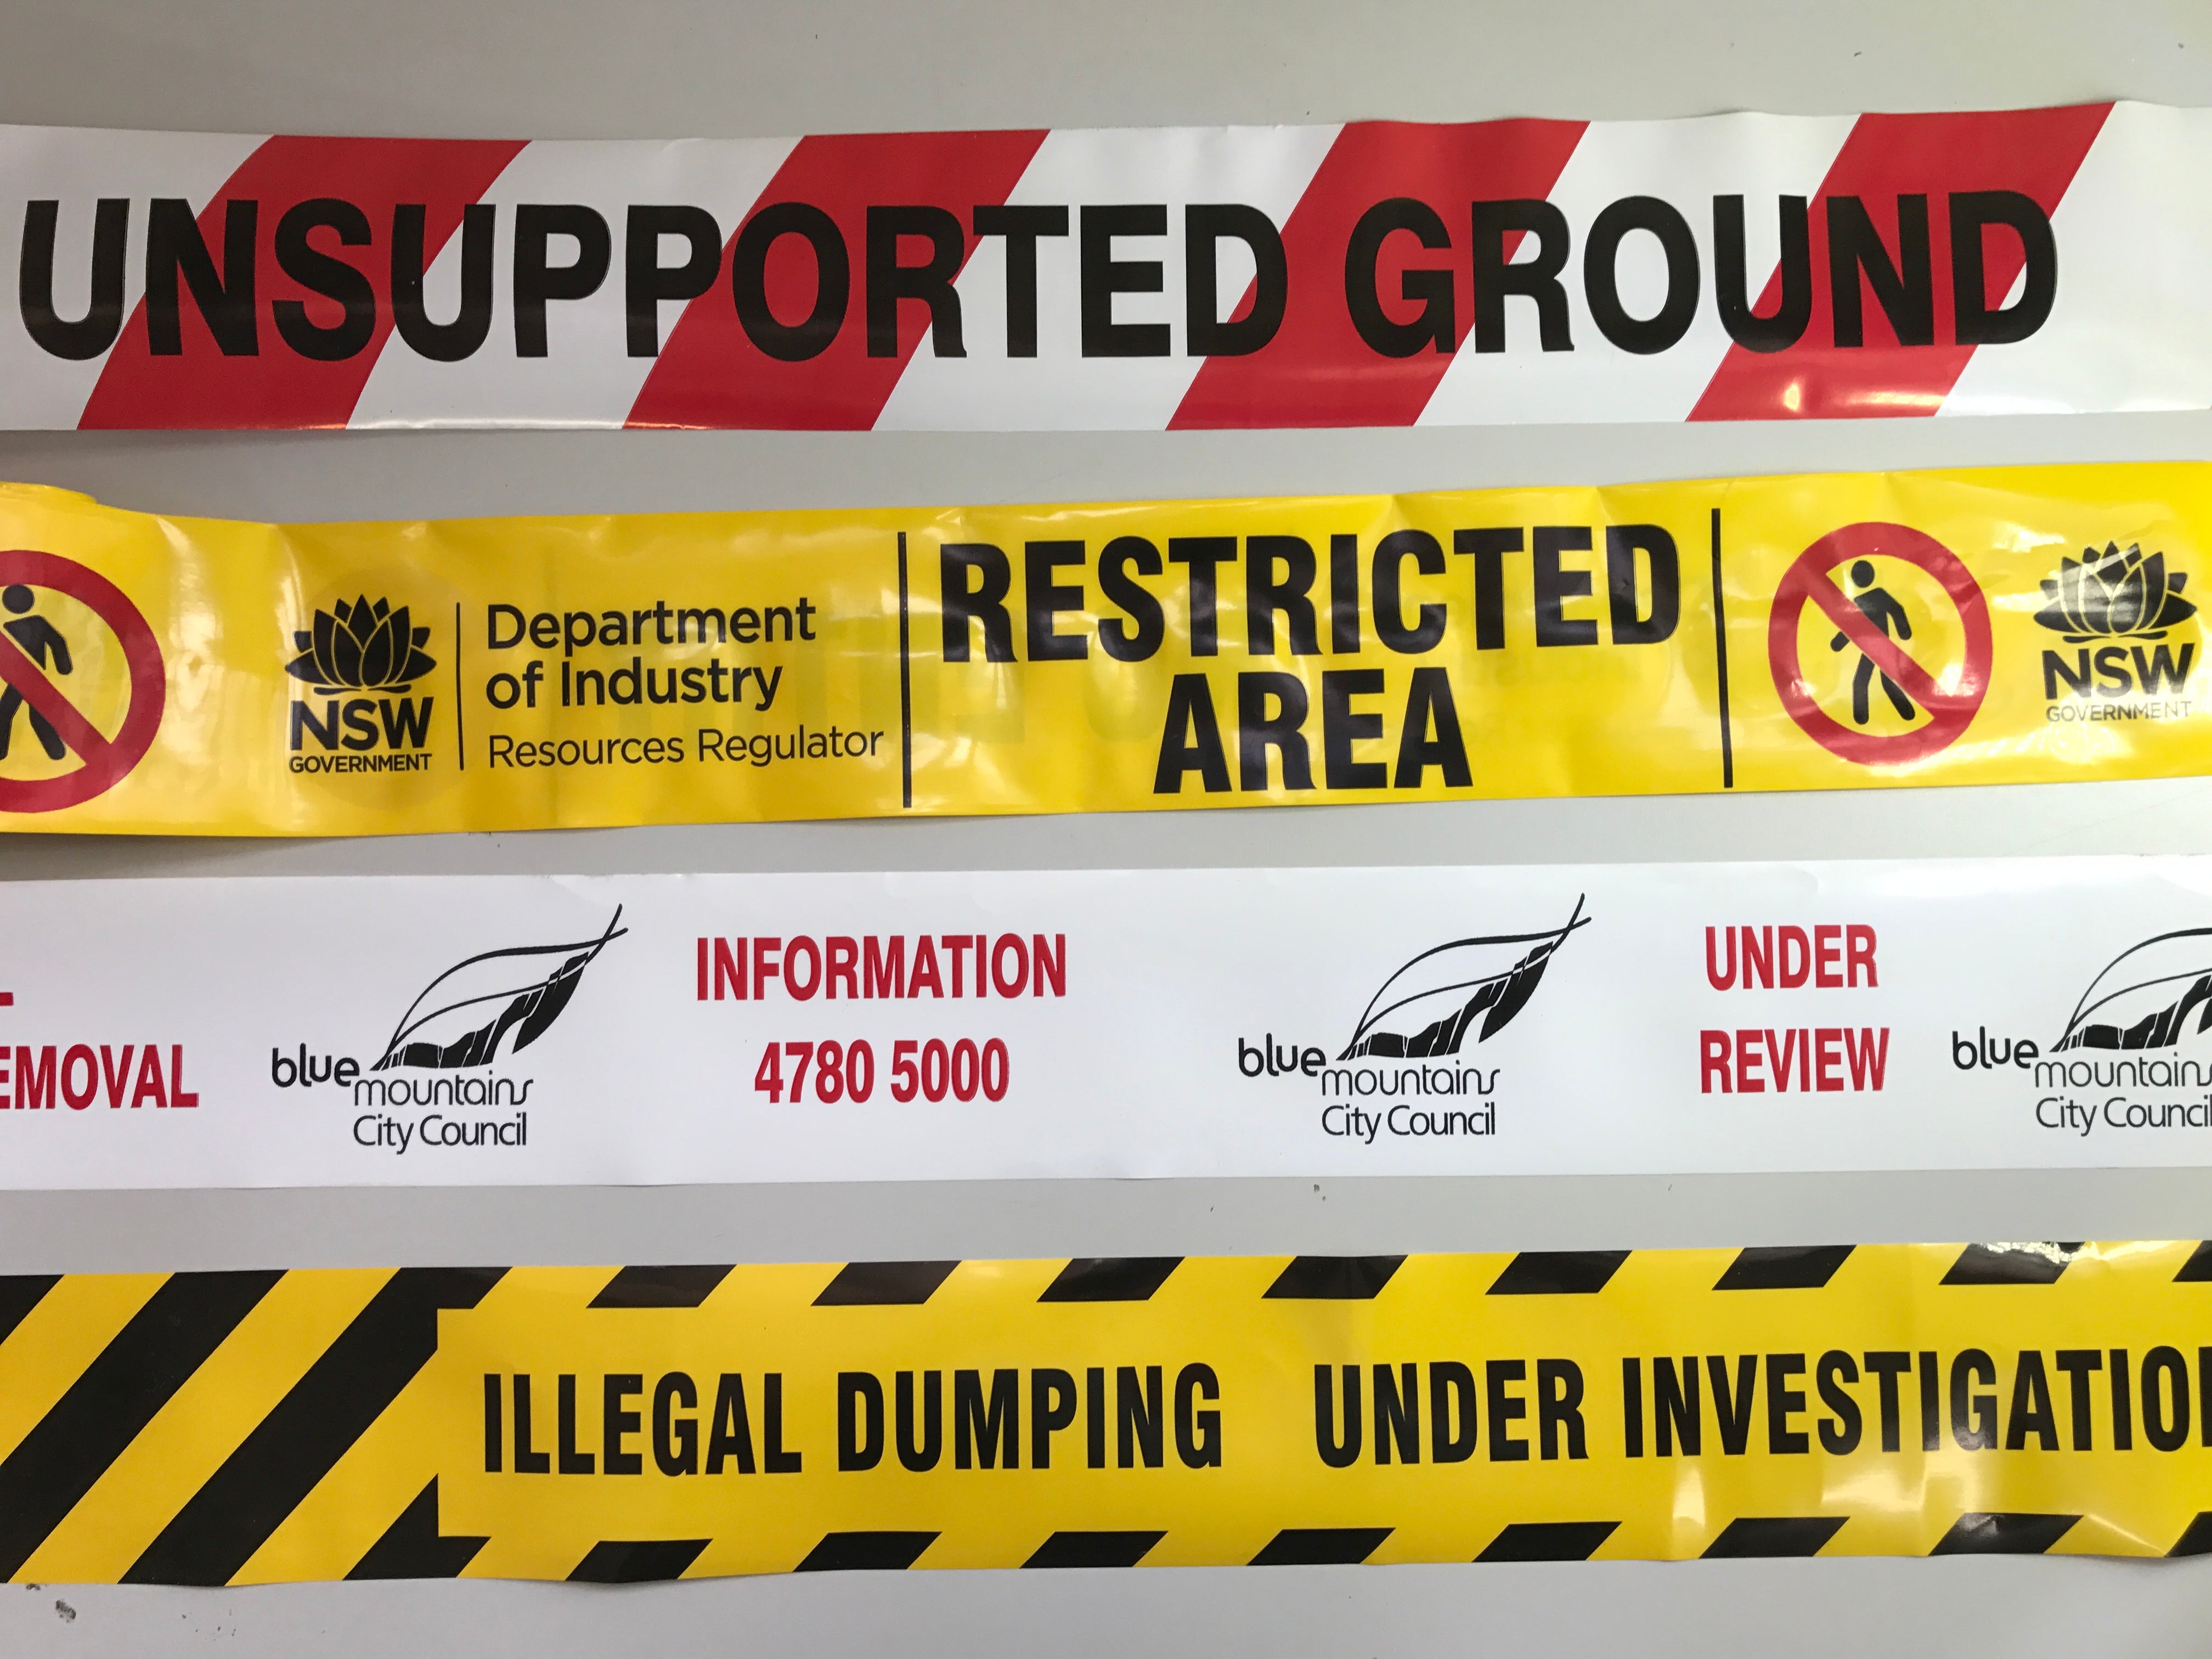 UNSUPPORTED GROUND
NSW
GOVERNMENT
Department
of Industry
Resources Regulator
RESTRICTED
AREA
NSW
GOVERNMENT
EMOVAL
blue
mountains
City Council
INFORMATION
4780 5000
blue
mountains
City Council
UNDER
REVIEW
blue
mountains
City Council
ILLEGAL DUMPING UNDER INVESTIGATIO